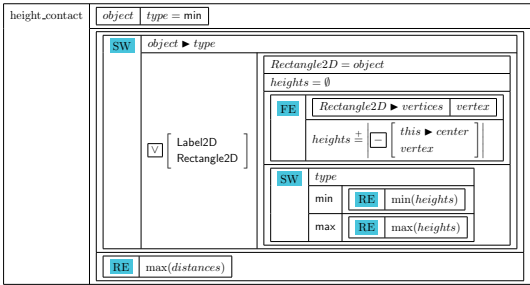 height_contact object type = min
SW object ► type
Rectangle2D = object
heights = ∅
FE Rectangle2D ► vertices vertex
heights ± | − [ this ► center
vertex ] |
∨ [ Label2D
Rectangle2D ]
SW type
min RE min(heights)
max RE max(heights)
RE max(distances)